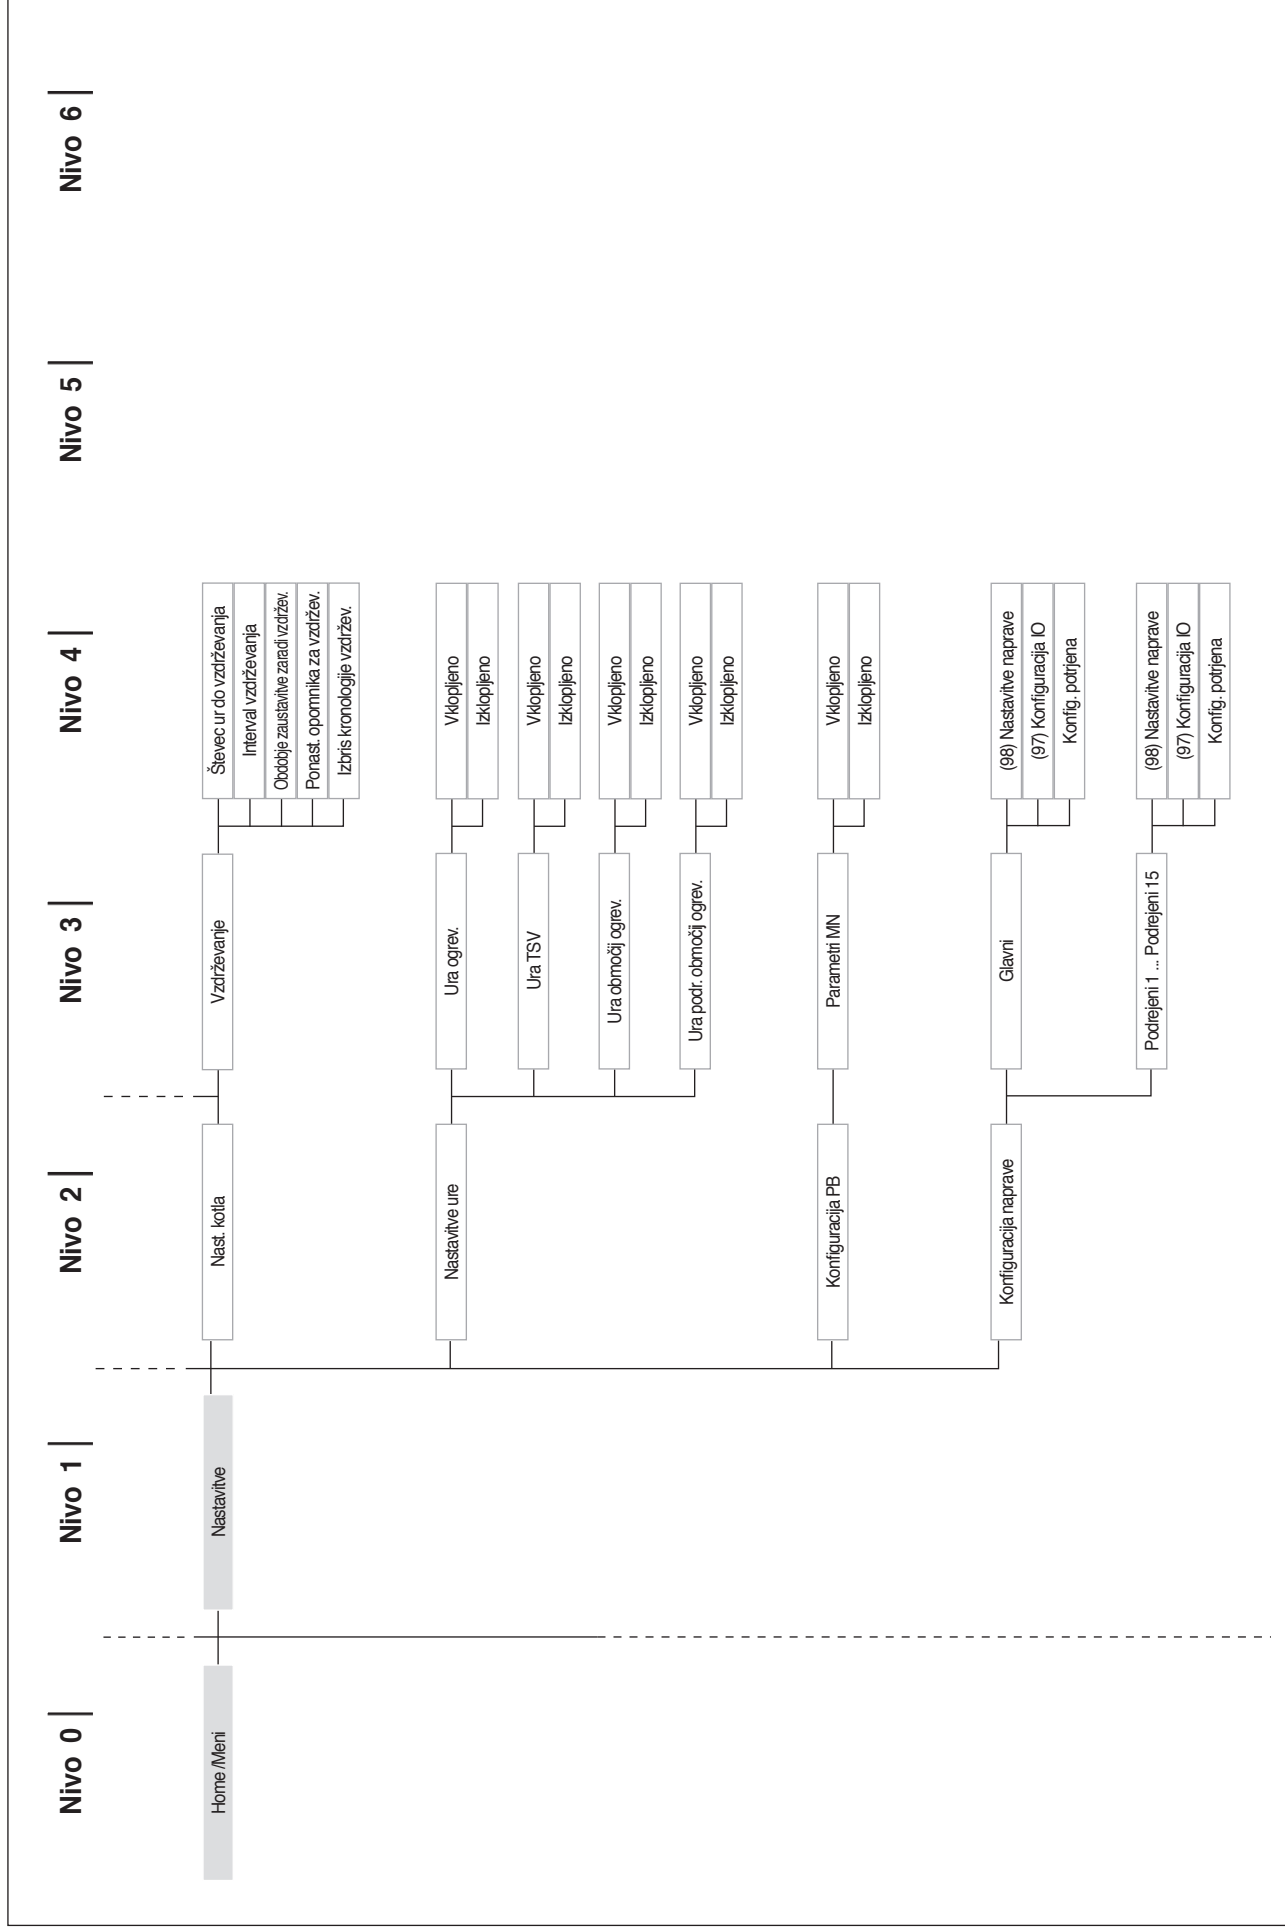 Nivo 0
Nivo 1
Nivo 2
Nivo 3
Nivo 4
Nivo 5
Nivo 6
Home /Meni
Nastavitve
Nast. kotla
Vzdrževanje
Števec ur do vzdrževanja
Interval vzdrževanja
Obdobje zaustavitve zaradi vzdržev.
Ponast. opomnika za vzdržev.
Izbris kronologije vzdržev.
Nastavitve ure
Ura ogrev.
Vklopljeno
Izklopljeno
Ura TSV
Vklopljeno
Izklopljeno
Ura območij ogrev.
Vklopljeno
Izklopljeno
Ura podr. območij ogrev.
Vklopljeno
Izklopljeno
Konfiguracija PB
Parametri MN
Vklopljeno
Izklopljeno
Konfiguracija naprave
Glavni
(98) Nastavitve naprave
(97) Konfiguracija IO
Konfig. potrjena
Podrejeni 1 ... Podrejeni 15
(98) Nastavitve naprave
(97) Konfiguracija IO
Konfig. potrjena